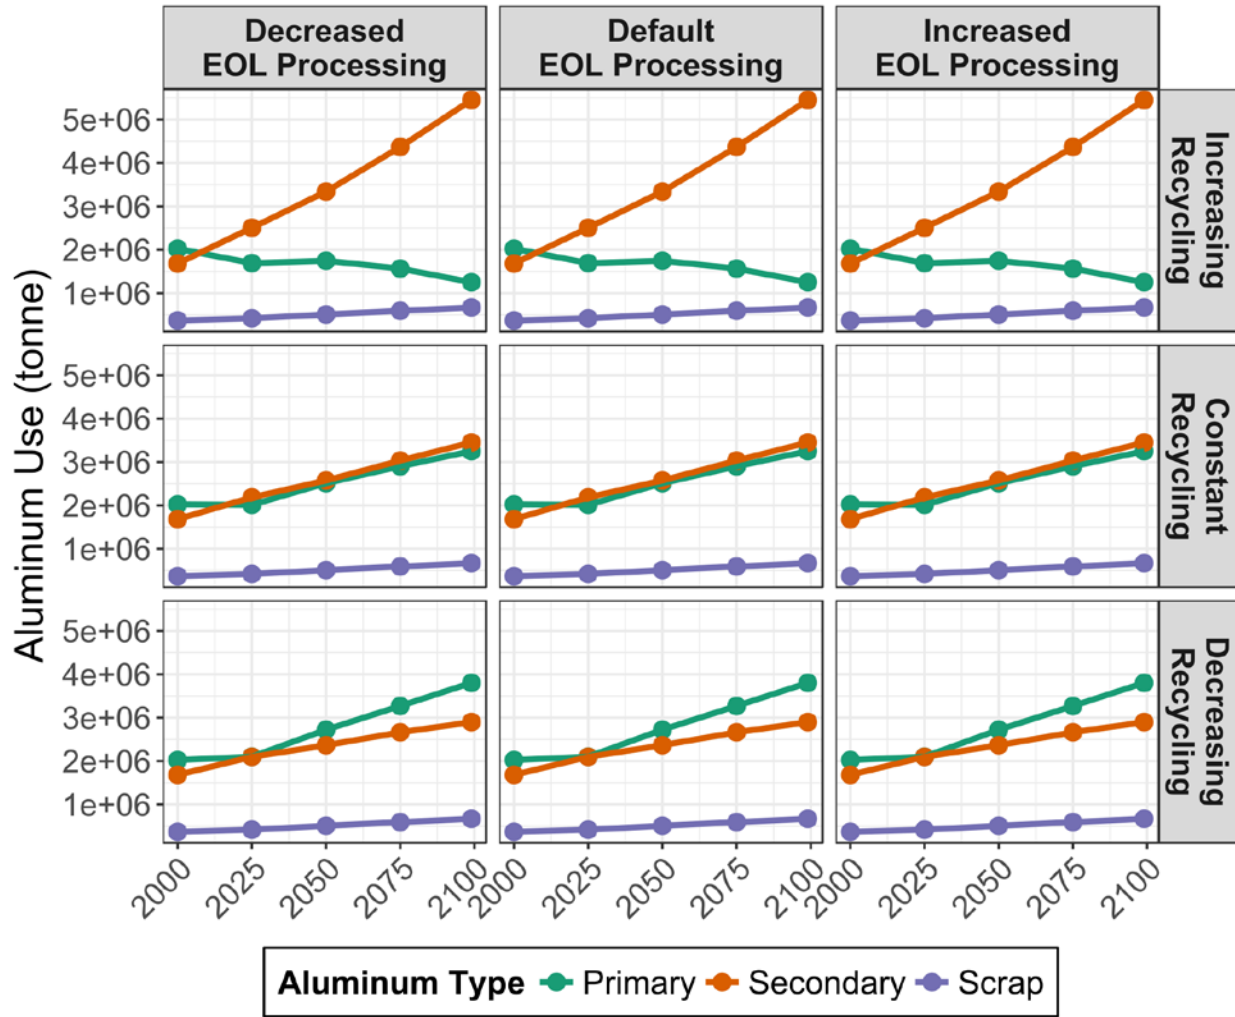 Decreased
EOL Processing
Default
EOL Processing
Increased
EOL Processing
Aluminum Use (tonne)
5e+06
4e+06
3e+06
2e+06
1e+06
Increasing
Recycling
5e+06
4e+06
3e+06
2e+06
1e+06
Constant
Recycling
5e+06
4e+06
3e+06
2e+06
1e+06
Decreasing
Recycling
2000
2025
2050
2075
2100
2000
2025
2050
2075
2100
2000
2025
2050
2075
2100
Aluminum Type Primary Secondary Scrap